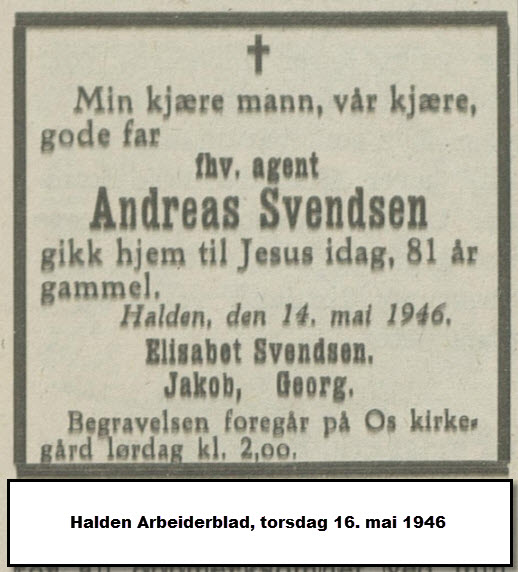 Min kjære mann, vår kjære,
gode far
fhv. agent
Andreas Svendsen
gikk hjem til Jesus idag, 81 år
gammel.
Halden, den 14. mai 1946.
Elisabet Svendsen.
Jakob, Georg.
Begravelsen foregår på Os kirke-
gård lørdag kl. 2,00.
Halden Arbeiderblad, torsdag 16. mai 1946